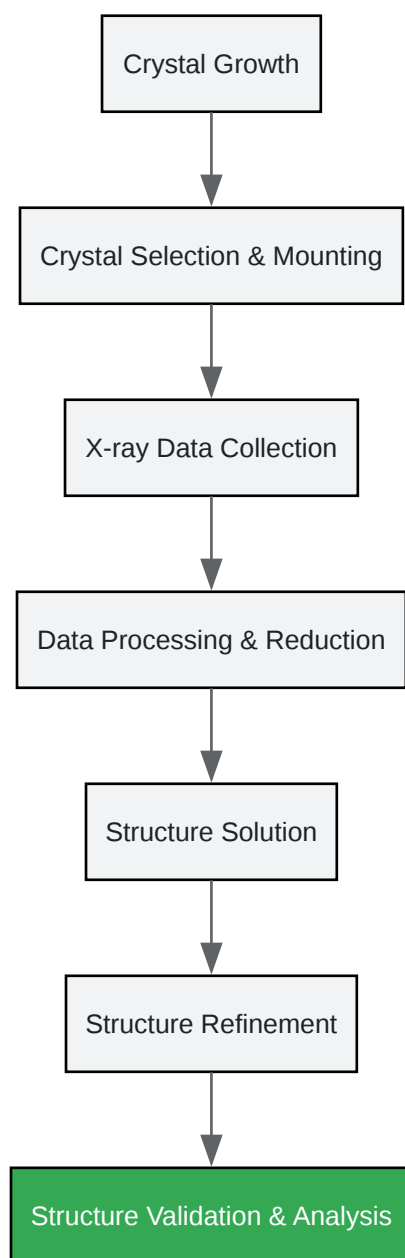 Crystal Growth
Crystal Selection & Mounting
X-ray Data Collection
Data Processing & Reduction
Structure Solution
Structure Refinement
Structure Validation & Analysis